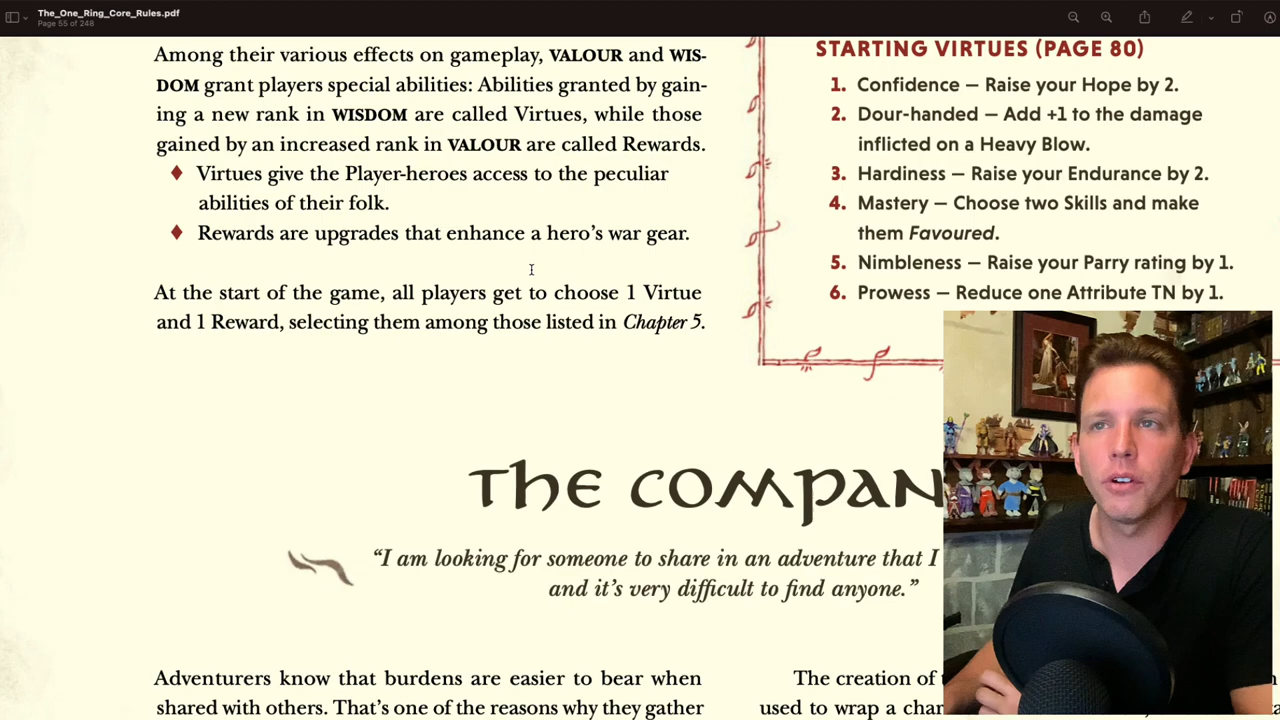 The_One_Ring_Core_Rules.pdf
Page 55 of 248
Among their various effects on gameplay, VALOUR and WIS-
DOM grant players special abilities: Abilities granted by gain-
ing a new rank in WISDOM are called Virtues, while those
gained by an increased rank in VALOUR are called Rewards.
♦ Virtues give the Player-heroes access to the peculiar
abilities of their folk.
♦ Rewards are upgrades that enhance a hero’s war gear.
At the start of the game, all players get to choose 1 Virtue
and 1 Reward, selecting them among those listed in Chapter 5.
STARTING VIRTUES (PAGE 80)
1. Confidence – Raise your Hope by 2.
2. Dour-handed – Add +1 to the damage
inflicted on a Heavy Blow.
3. Hardiness – Raise your Endurance by 2.
4. Mastery – Choose two Skills and make
them Favoured.
5. Nimbleness – Raise your Parry rating by 1.
6. Prowess – Reduce one Attribute TN by 1.
The COMPAN
“I am looking for someone to share in an adventure that I
and it’s very difficult to find anyone.”
Adventurers know that burdens are easier to bear when
shared with others. That’s one of the reasons why they gather
The creation of
used to wrap a